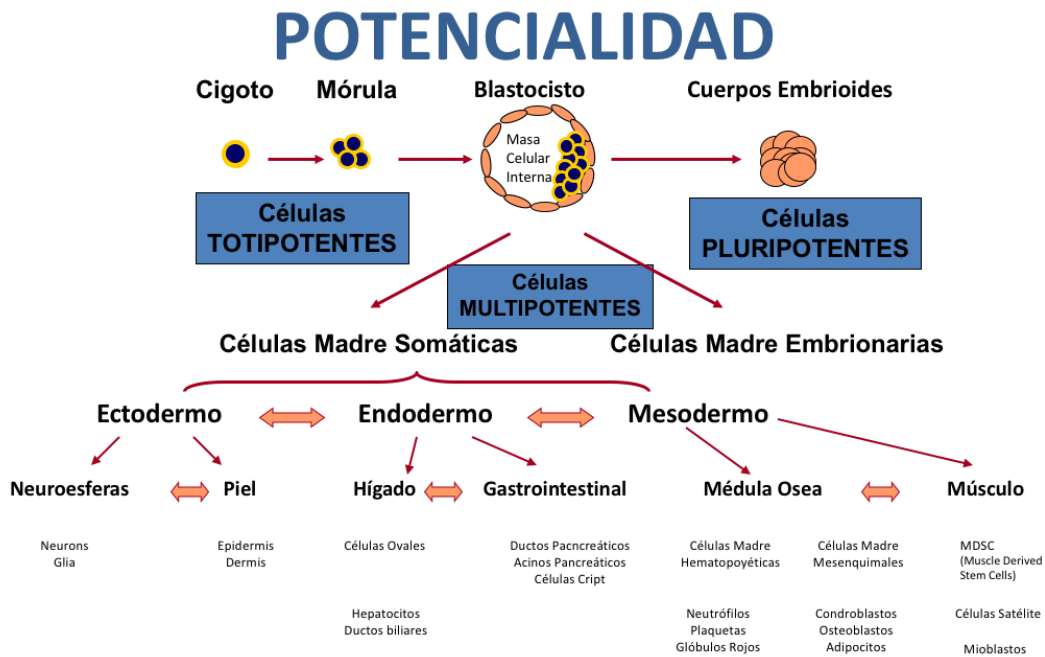 POTENCIALIDAD
Cigoto
Mórula
Blastocisto
Cuerpos Embrioides
Masa
Celular
Interna
Células
TOTIPOTENTES
Células
PLURIPOTENTES
Células
MULTIPOTENTES
Células Madre Somáticas
Células Madre Embrionarias
Ectodermo
Endodermo
Mesodermo
Neuroesferas
Piel
Hígado
Gastrointestinal
Médula Osea
Músculo
Neurons
Glia
Epidermis
Dermis
Células Ovales
Hepatocitos
Ductos biliares
Ductos Pacncreáticos
Acinos Pancreáticos
Células Cript
Células Madre
Hematopoyéticas
Neutrófilos
Plaquetas
Glóbulos Rojos
Células Madre
Mesenquimales
Condroblastos
Osteoblastos
Adipocitos
MDSC
(Muscle Derived
Stem Cells)
Células Satélite
Mioblastos